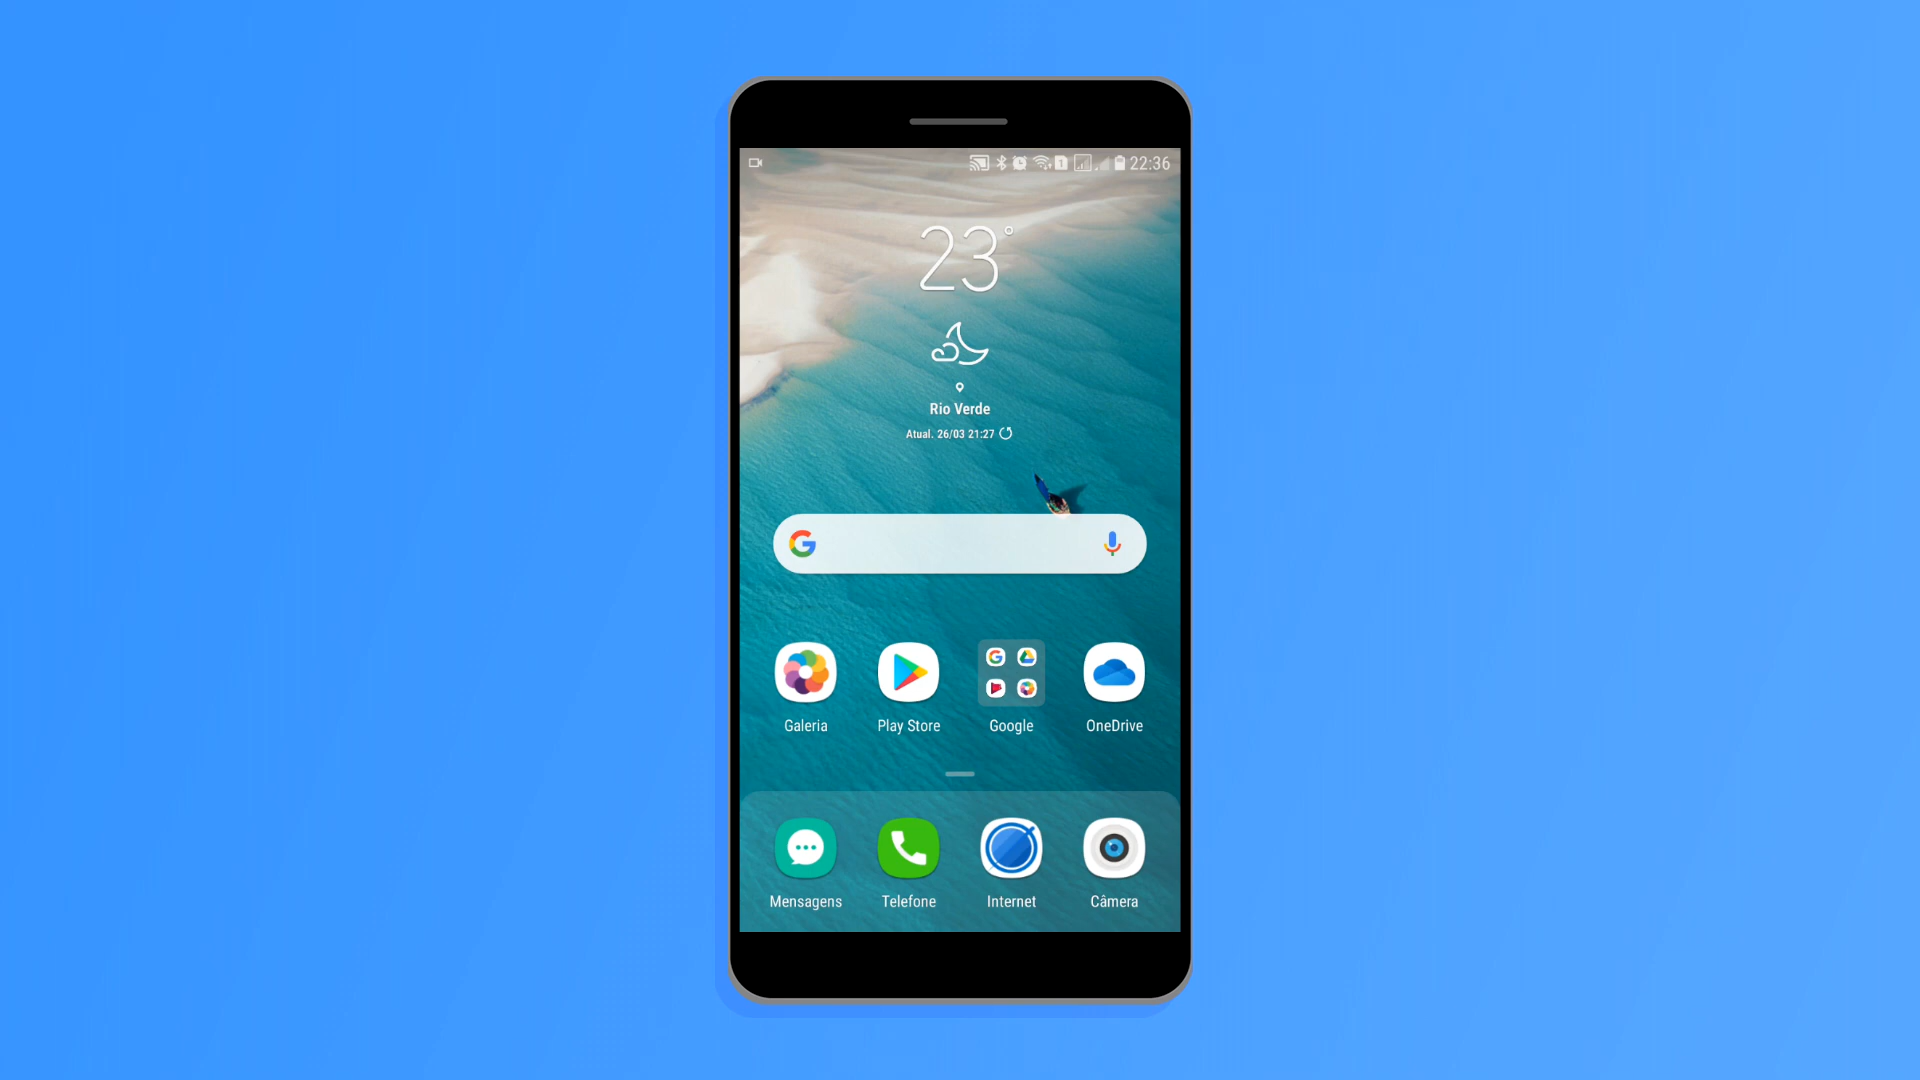 22:36
23°
Rio Verde
Atual. 26/03 21:27
Galeria
Play Store
Google
OneDrive
Mensagens
Telefone
Internet
Câmera